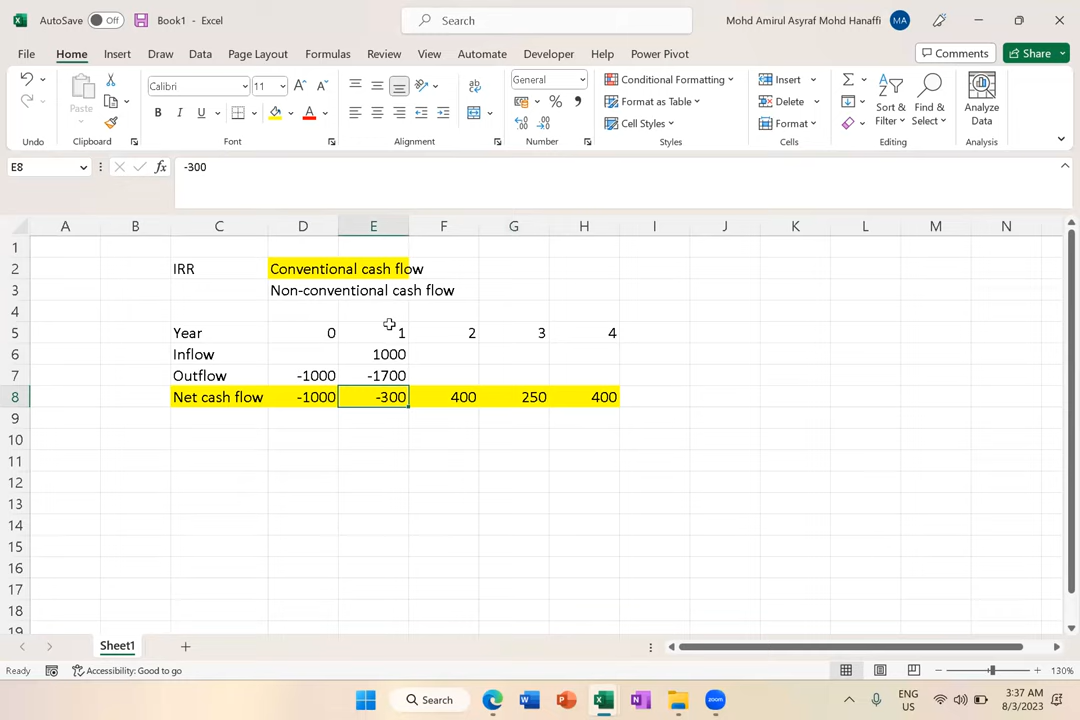 AutoSave Off Book1 - Excel Search Mohd Amirul Asyraf Mohd Hanaffi MA
File Home Insert Draw Data Page Layout Formulas Review View Automate Developer Help Power Pivot Comments Share
Calibri 11 General Conditional Formatting Insert
Paste Format as Table Delete Sort & Find & Analyze
B I U A % Cell Styles Format Filter Select Data
Undo Clipboard Font Alignment Number Styles Cells Editing Analysis
E8 fx -300
A B C D E F G H I J K L M N
1
2 IRR Conventional cash flow
3 Non-conventional cash flow
4
5 Year 0 1 2 3 4
6 Inflow 1000
7 Outflow -1000 -1700
8 Net cash flow -1000 -300 400 250 400
9
10
11
12
13
14
15
16
17
18
19
Sheet1
Ready Accessibility: Good to go 130%
Search zoom ENG 3:37 AM
US 8/3/2023